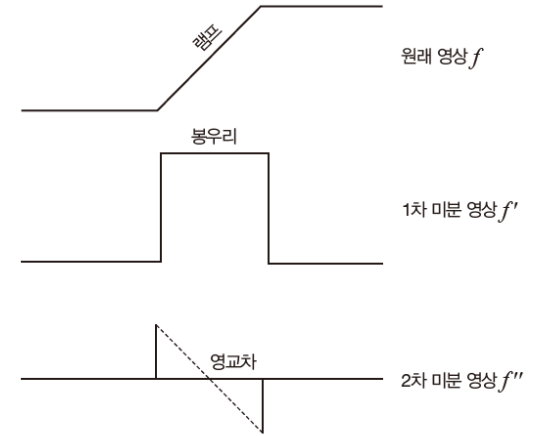 램프
원래 영상 f
봉우리
1차 미분 영상 f′
영교차
2차 미분 영상 f″